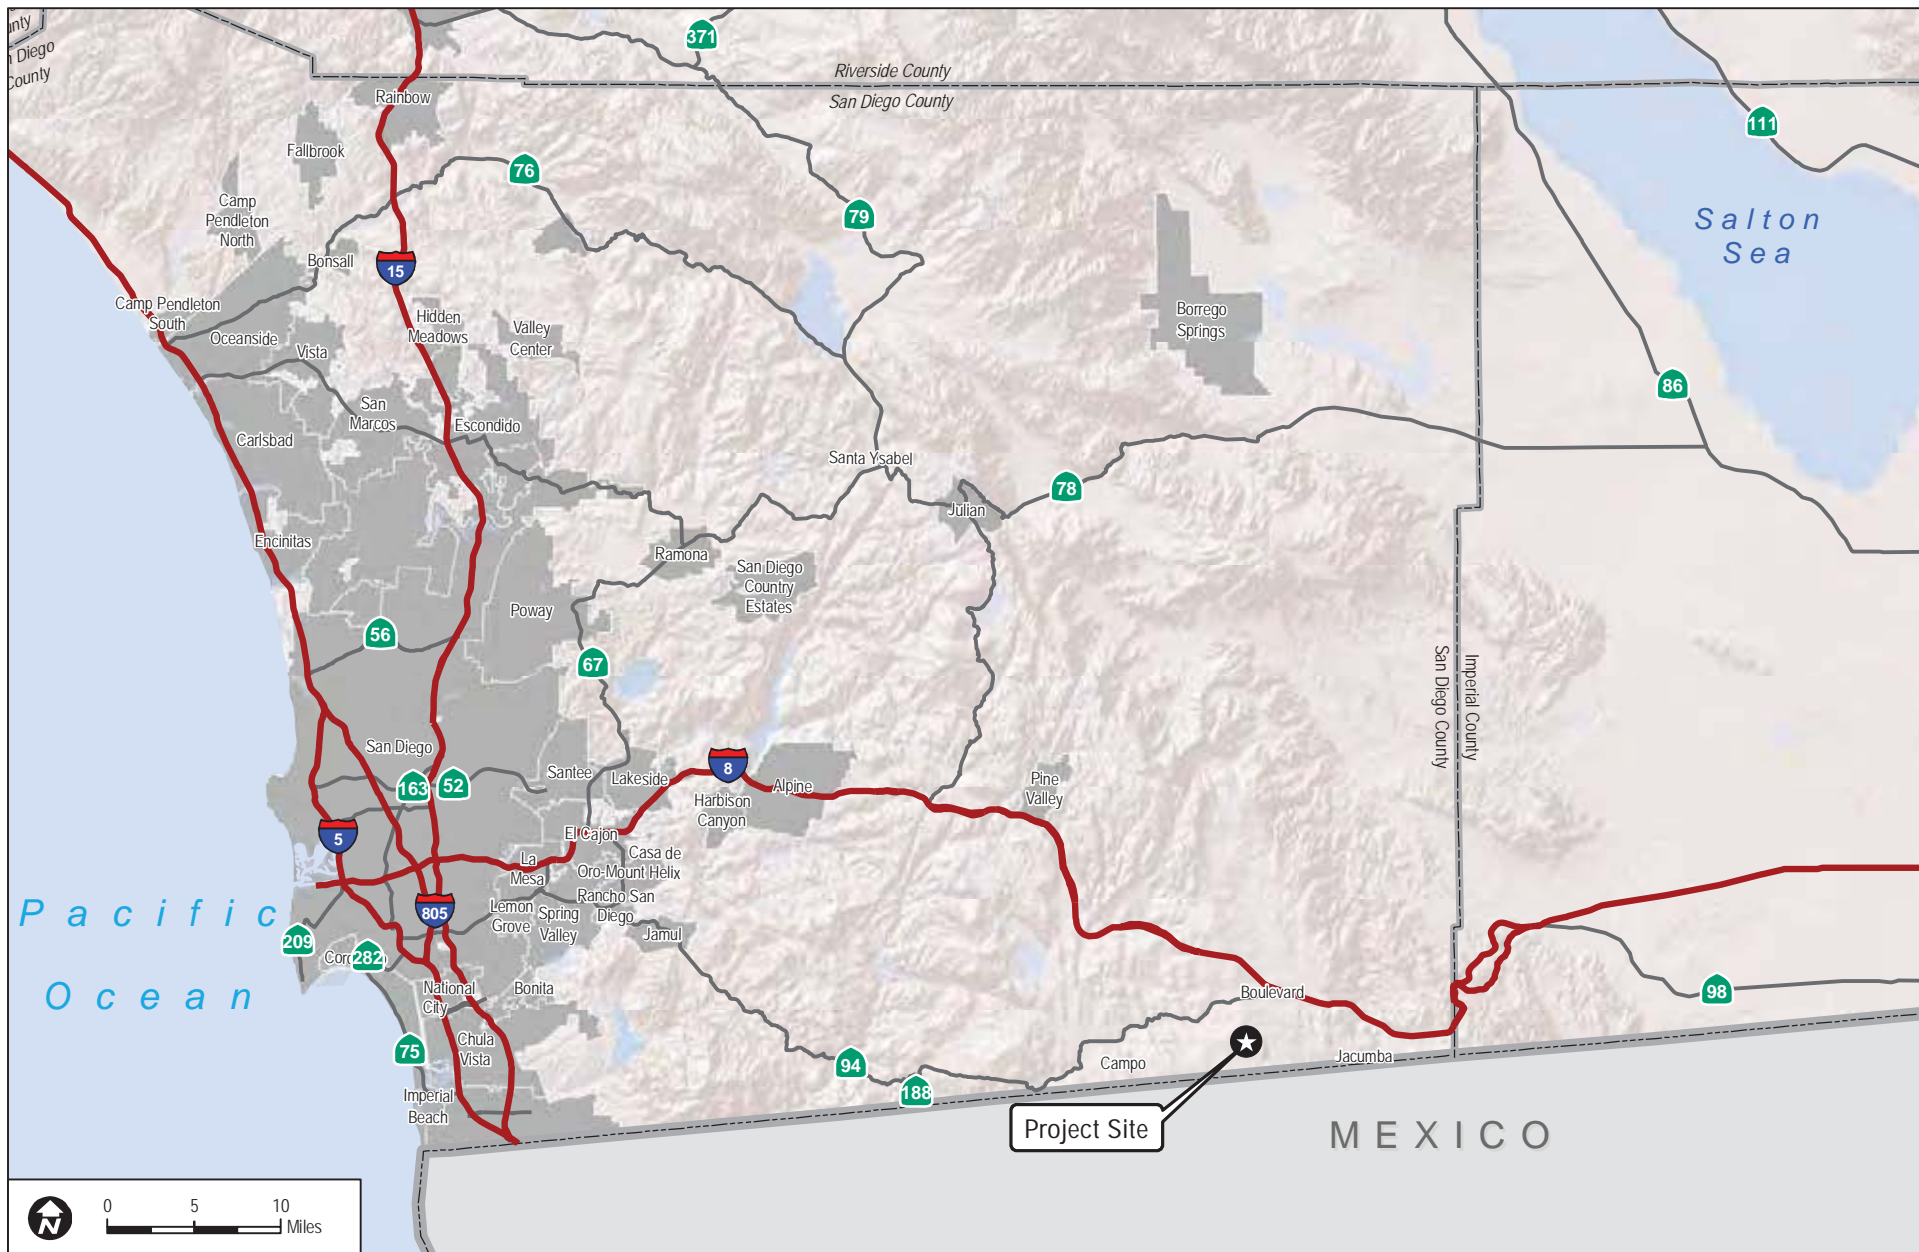 unty
n Diego
County
371
Riverside County
San Diego County
Rainbow
111
Fallbrook
76
Camp
Pendleton
North
79
Salton
Sea
Bonsall
15
Camp Pendleton
South
Oceanside
Vista
Hidden
Meadows
Valley
Center
Borrego
Springs
86
San
Marcos
Carlsbad
Escondido
Santa Ysabel
78
Julian
Encinitas
Ramona
San Diego
Country
Estates
Poway
56
67
San Diego County
Imperial County
San Diego
163
52
Santee
Lakeside
8
Alpine
Harbison
Canyon
Pine
Valley
5
El Cajon
La
Mesa
Casa de
Oro-Mount Helix
Rancho San
Diego
805
Lemon
Grove
Spring
Valley
Jamul
Pacific
Ocean
209
282
National
City
Bonita
Boulevard
98
75
Chula
Vista
94
188
Campo
Jacumba
Imperial
Beach
Project Site
MEXICO
N
0 5 10
Miles